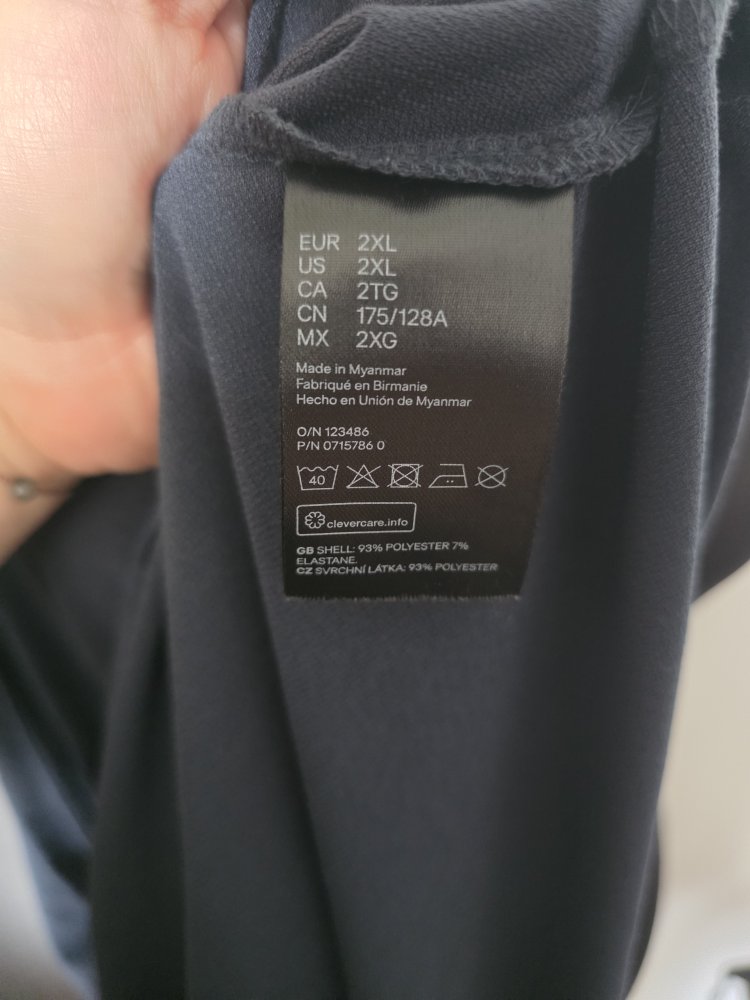 EUR 2XL
US 2XL
CA 2TG
CN 175/128A
MX 2XG
Made in Myanmar
Fabriqué en Birmanie
Hecho en Unión de Myanmar
O/N 123486
P/N 0715786 0
40
clevercare.info
GB SHELL: 93% POLYESTER 7%
ELASTANE.
CZ SVRCHNÍ LÁTKA: 93% POLYESTER